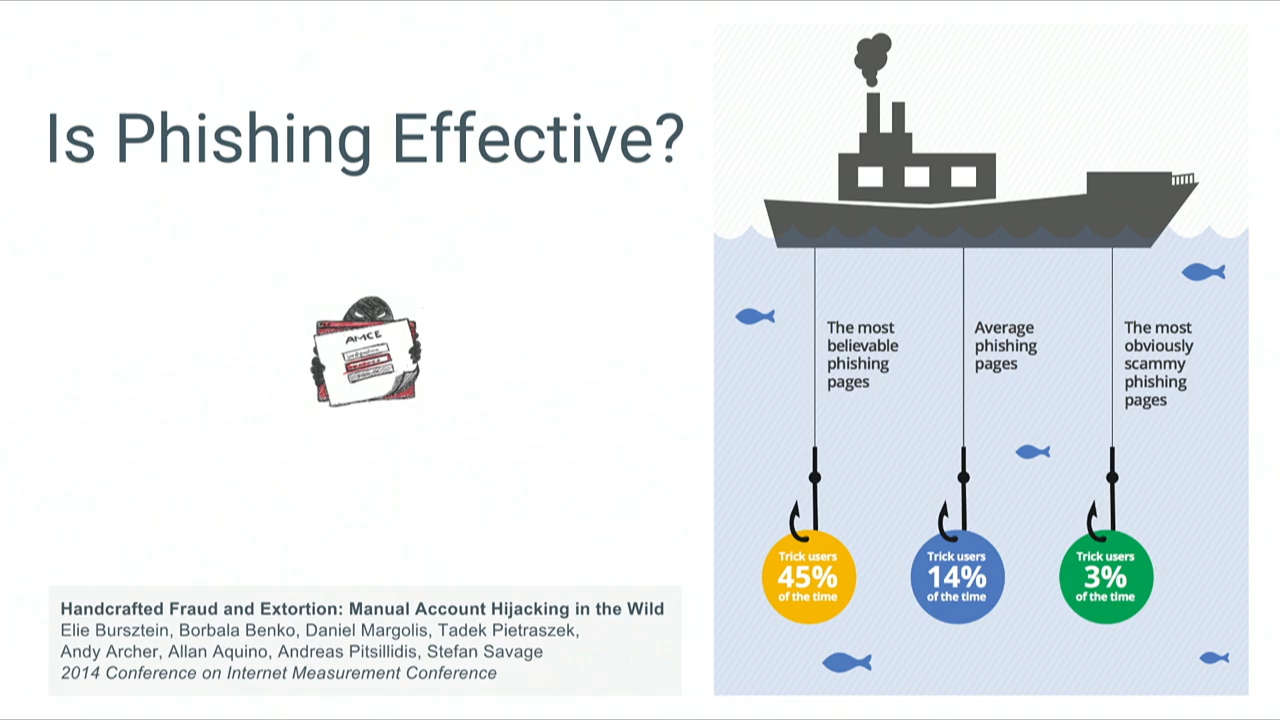 Is Phishing Effective?
AMCE
The most
believable
phishing
pages
Average
phishing
pages
The most
obviously
scammy
phishing
pages
Trick users
45%
of the time
Trick users
14%
of the time
Trick users
3%
of the time
Handcrafted Fraud and Extortion: Manual Account Hijacking in the Wild
Elie Bursztein, Borbala Benko, Daniel Margolis, Tadek Pietraszek,
Andy Archer, Allan Aquino, Andreas Pitsillidis, Stefan Savage
2014 Conference on Internet Measurement Conference